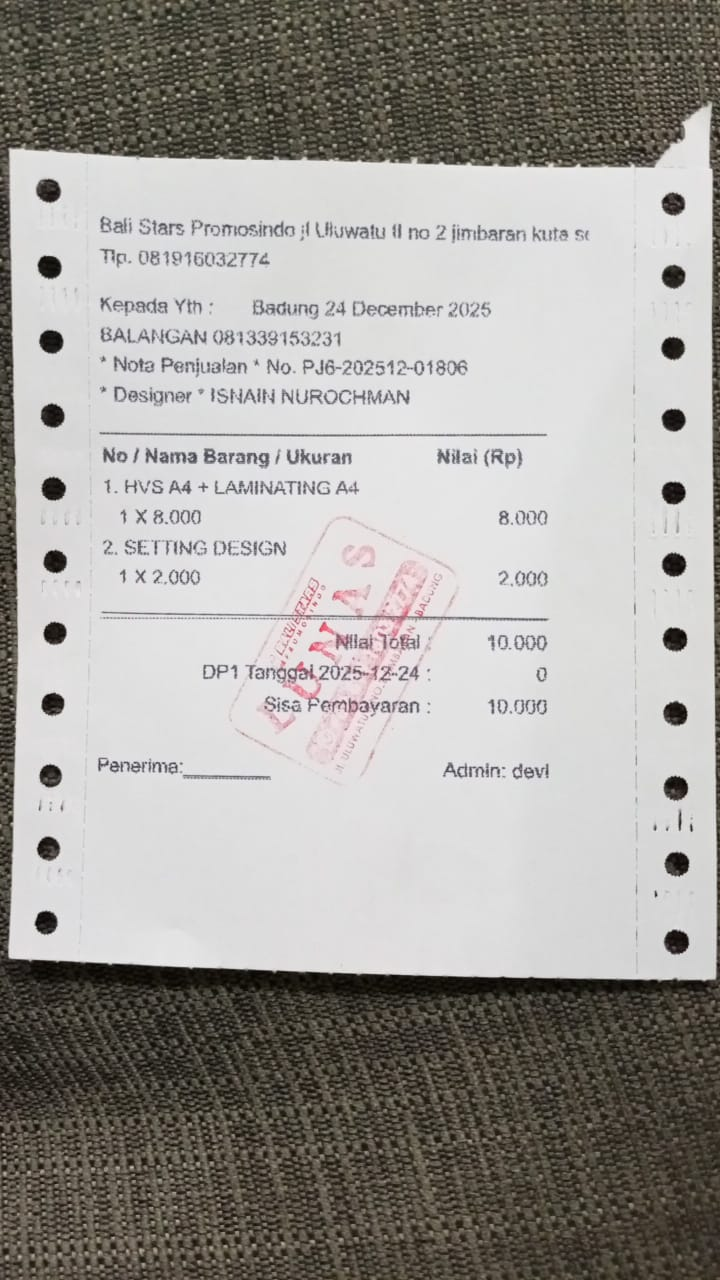 Bali Stars Promosindo jl Uluwatu II no 2 jimbaran kuta se
Tlp. 081916032774
Kepada Yth : Badung 24 December 2025
BALANGAN 081339153231
* Nota Penjualan * No. PJ6-202512-01806
* Designer * ISNAIN NUROCHMAN
No / Nama Barang / Ukuran Nilai (Rp)
1. HVS A4 + LAMINATING A4
1 X 8.000 8.000
2. SETTING DESIGN
1 X 2.000 2.000
Nilai Total : 10.000
DP1 Tanggal 2025-12-24 : 0
Sisa Pembayaran : 10.000
Penerima:_________ Admin: devi
LUNAS